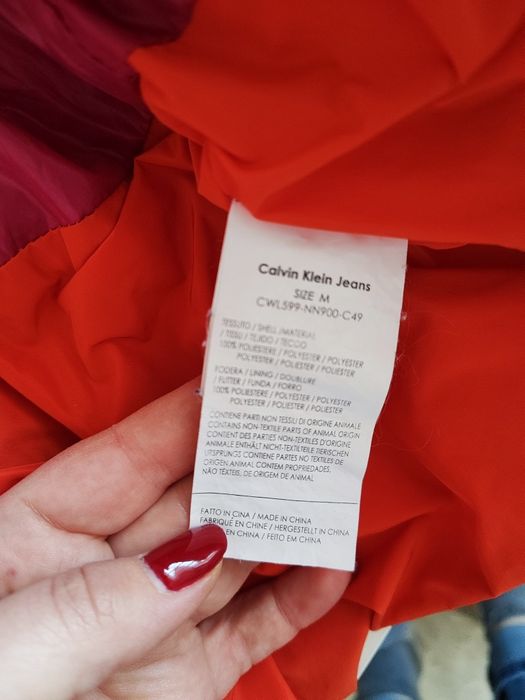 Calvin Klein Jeans
SIZE M
CWL599-NN900-C49
TESSUTO / SHELL / MATERIAL
/ TISSU / TEJIDO / TECIDO
100% POLIESTERE / POLYESTER / POLYESTER
POLYESTER / POLIESTER / POLIESTER
FODERA / LINING / DOUBLURE
/ FUTTER / FUNDA / FORRO
100% POLIESTERE / POLYESTER / POLYESTER
POLYESTER / POLIESTER / POLIESTER
CONTIENE PARTI NON TESSILI DI ORIGINE ANIMALE
CONTAINS NON-TEXTILE PARTS OF ANIMAL ORIGIN
CONTIENT DES PARTIES NON-TEXTILES D'ORIGINE
ANIMALE ENTHÄLT NICHT-TEXTILTEILE TIERISCHEN
URSPRUNGS CONTIENE PARTES NO TEXTILES DE
ORIGEN ANIMAL CONTEM PROPRIEDADES,
NÃO TÊXTEIS, DE ORIGEM DE ANIMAL
FATTO IN CINA / MADE IN CHINA
FABRIQUÉ EN CHINE / HERGESTELLT IN CHINA
EN CHINA / FEITO EM CHINA